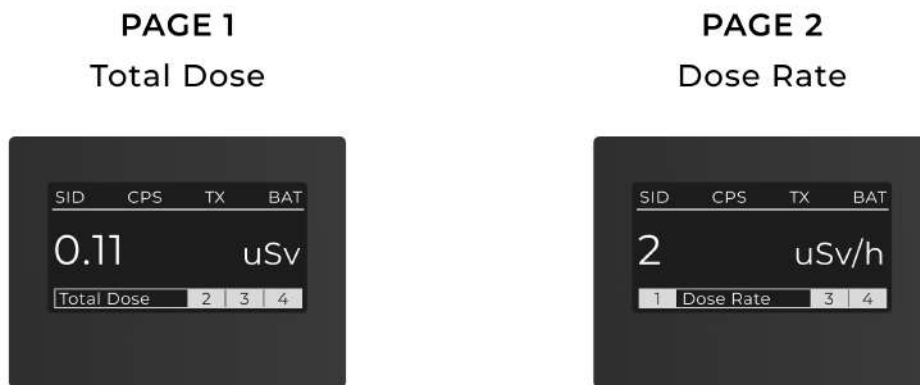 PAGE 1
Total Dose
SID CPS TX BAT
0.11 uSv
Total Dose 2 3 4
PAGE 2
Dose Rate
SID CPS TX BAT
2 uSv/h
1 Dose Rate 3 4